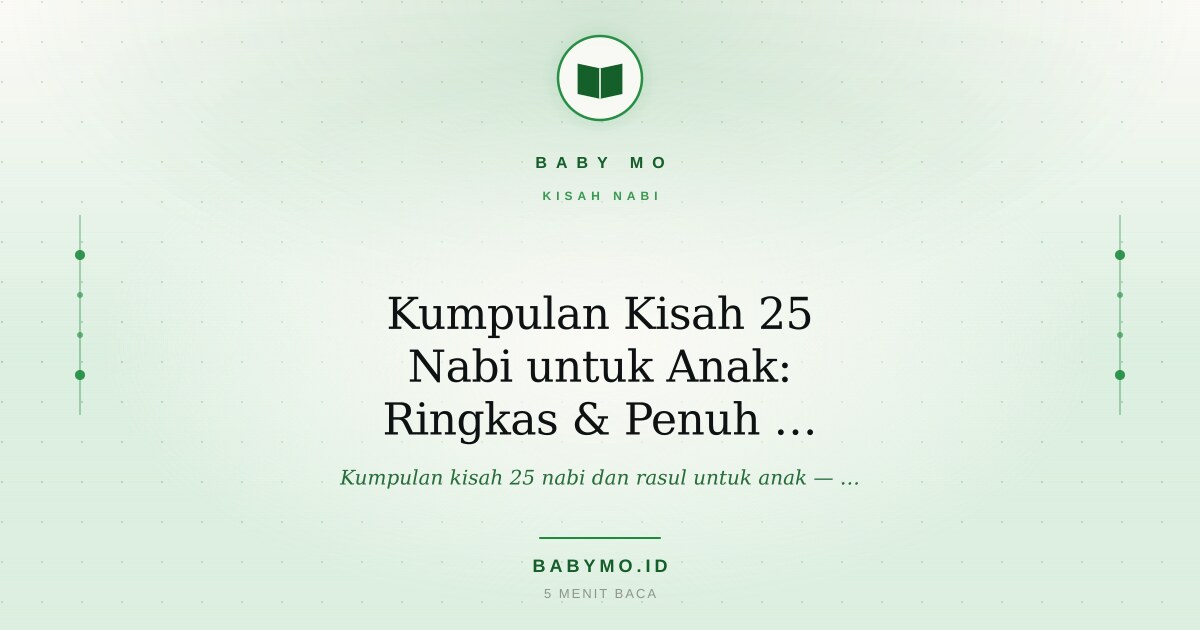 BABY MO
KISAH NABI
Kumpulan Kisah 25
Nabi untuk Anak:
Ringkas & Penuh …
Kumpulan kisah 25 nabi dan rasul untuk anak — …
BABYMO.ID
5 MENIT BACA